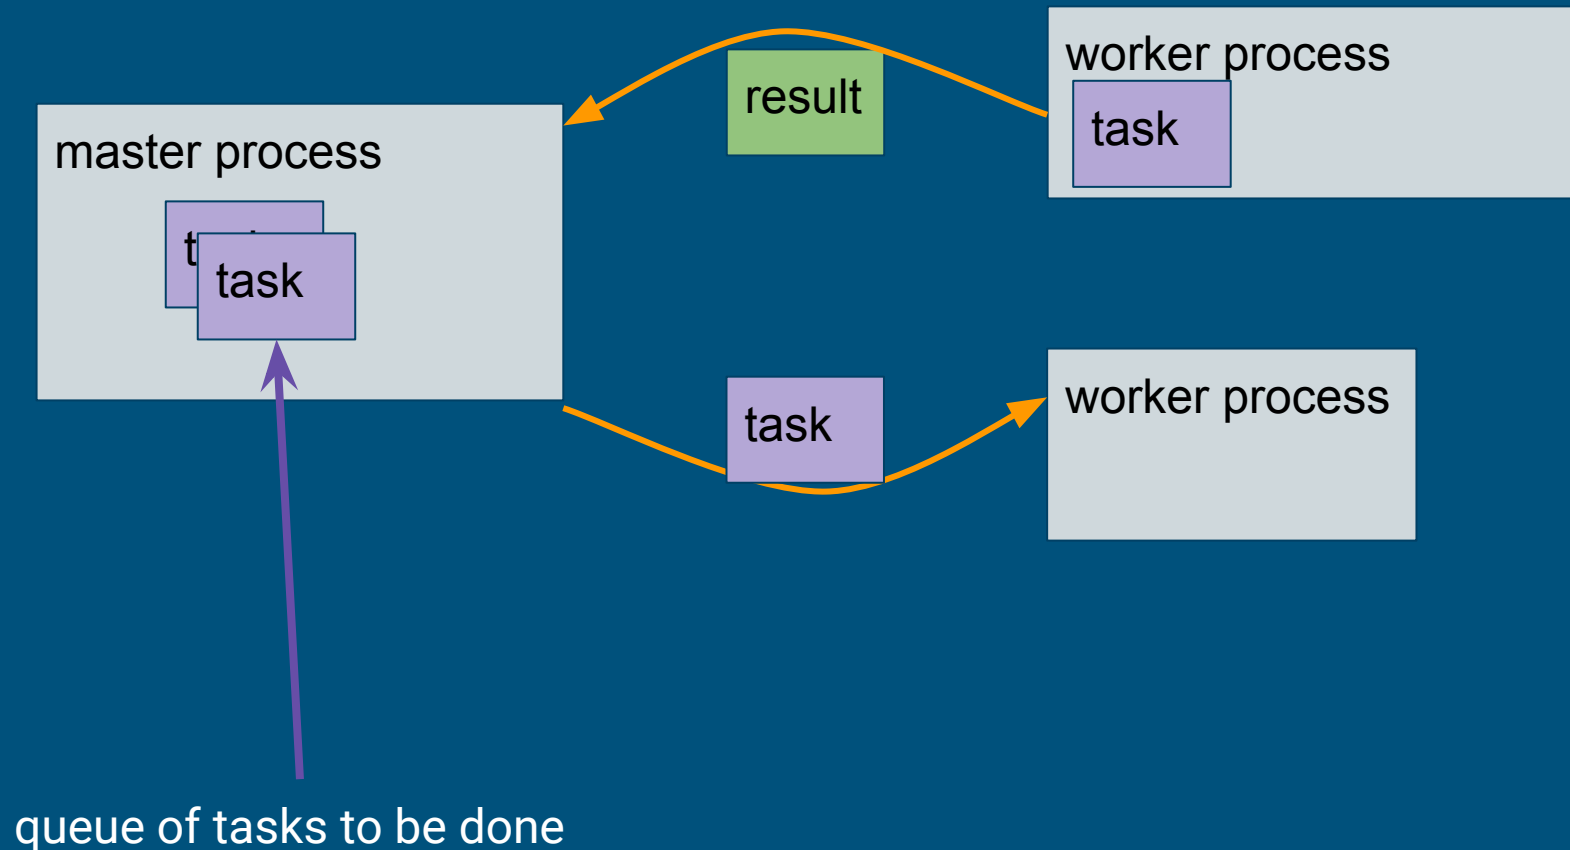 worker process
result
task
master process
task
task
worker process
queue of tasks to be done